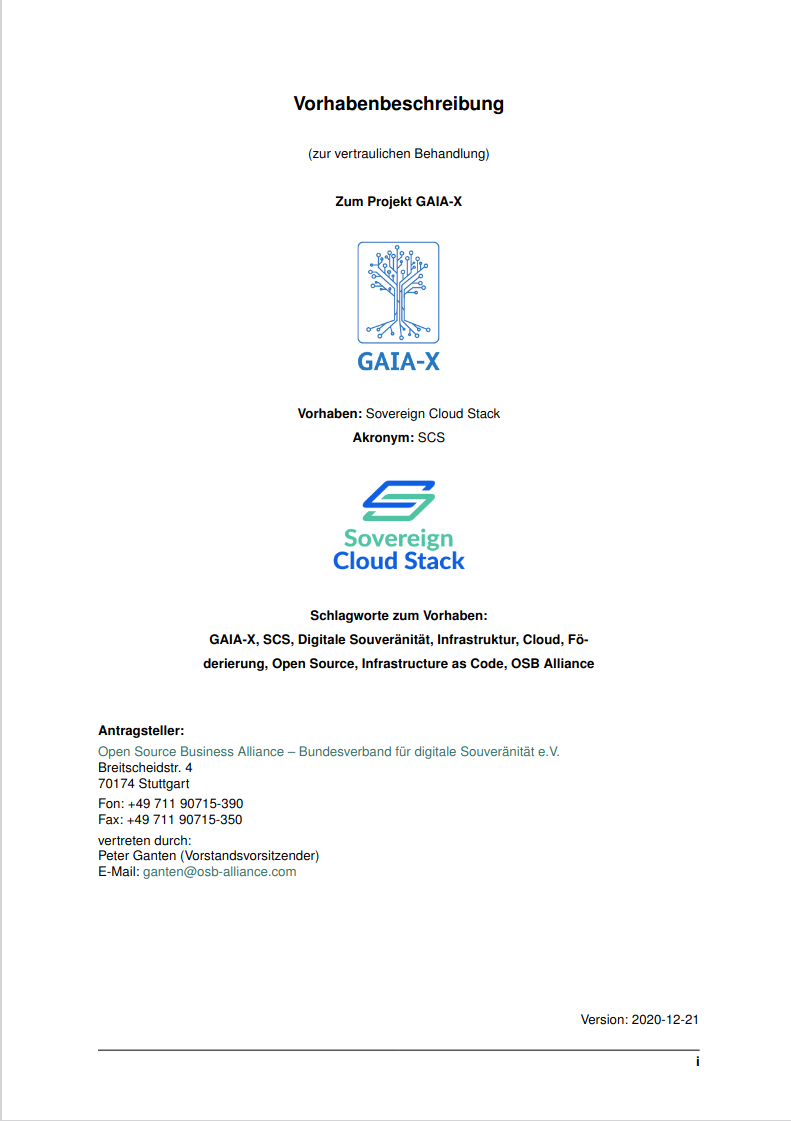 Vorhabenbeschreibung
(zur vertraulichen Behandlung)
Zum Projekt GAIA-X
GAIA-X
Vorhaben: Sovereign Cloud Stack
Akronym: SCS
Sovereign
Cloud Stack
Schlagworte zum Vorhaben:
GAIA-X, SCS, Digitale Souveränität, Infrastruktur, Cloud, Fö-
derierung, Open Source, Infrastructure as Code, OSB Alliance
Antragsteller:
Open Source Business Alliance – Bundesverband für digitale Souveränität e.V.
Breitscheidstr. 4
70174 Stuttgart
Fon: +49 711 90715-390
Fax: +49 711 90715-350
vertreten durch:
Peter Ganten (Vorstandsvorsitzender)
E-Mail: ganten@osb-alliance.com
Version: 2020-12-21
i